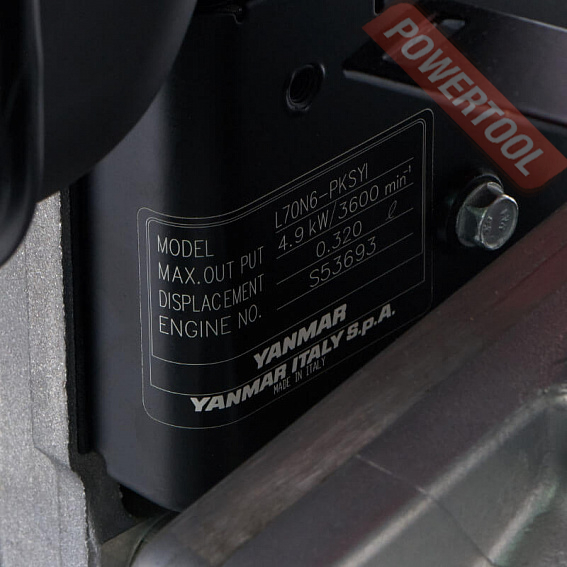 POWERTOOL
MODEL L70N6-PKSYI
MAX. OUT PUT 4.9 kW/3600 min⁻¹
DISPLACEMENT 0.320 ℓ
ENGINE NO. S53693
YANMAR
YANMAR ITALY S.p.A.
MADE IN ITALY